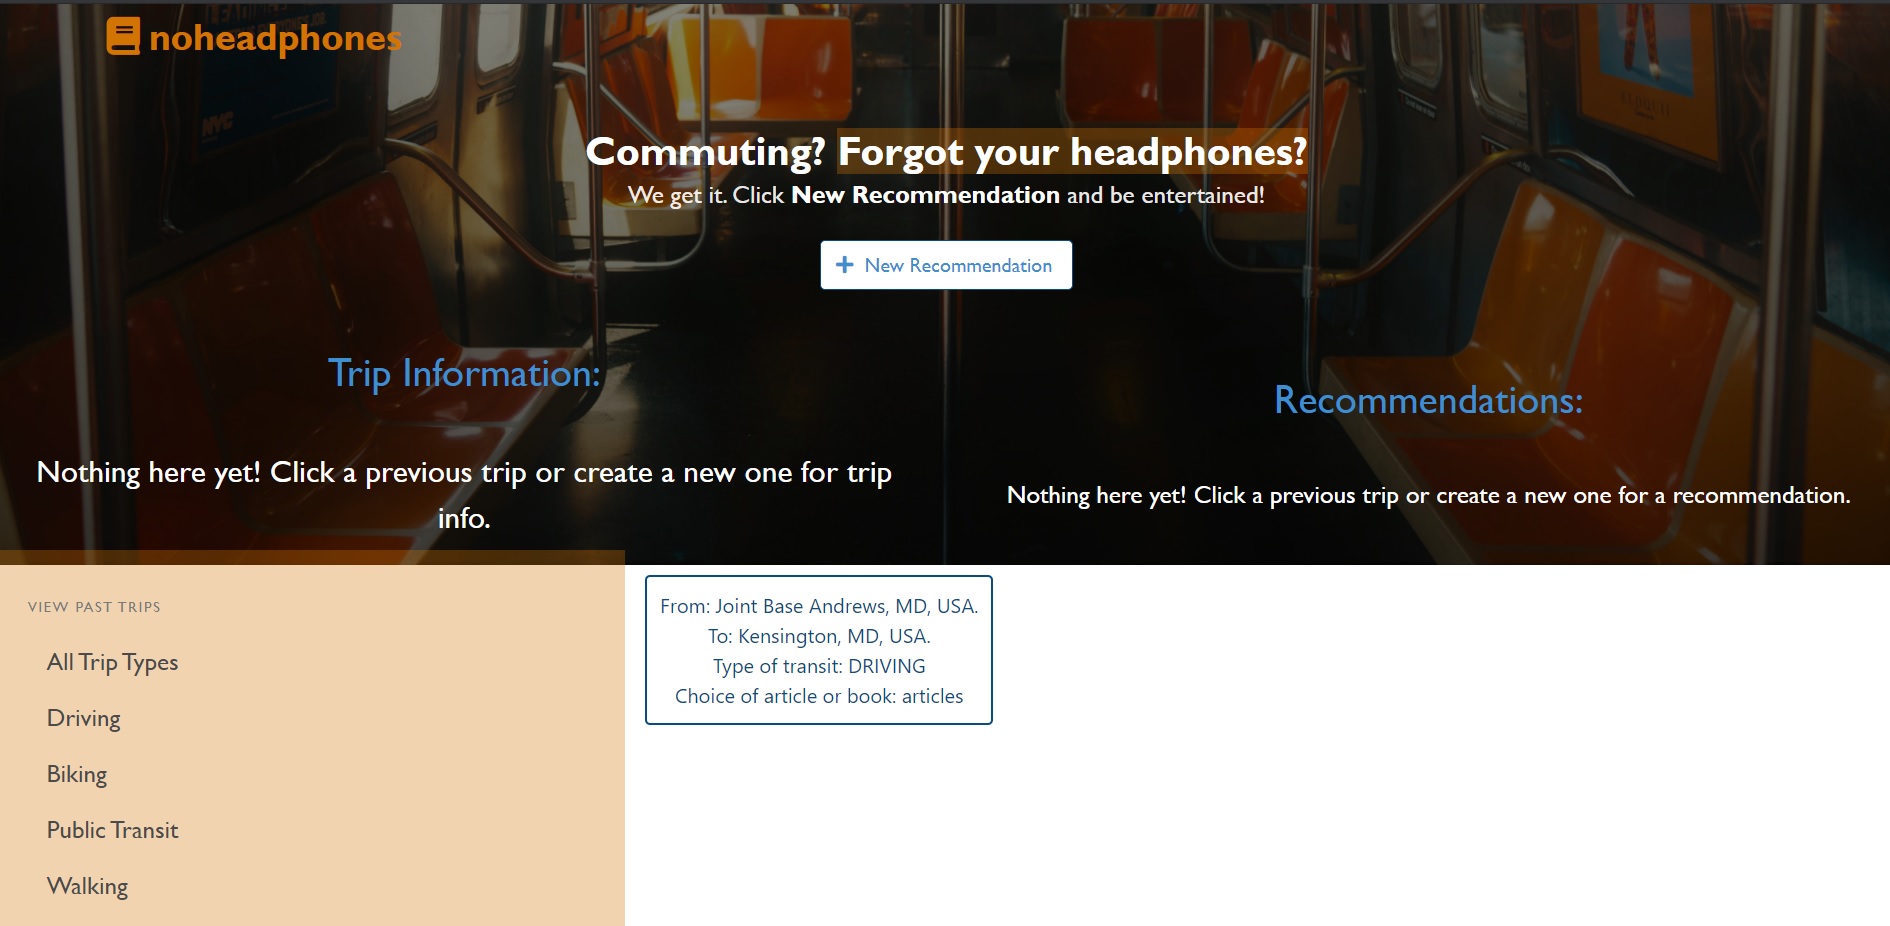 noheadphones
NYC
Commuting? Forgot your headphones?
We get it. Click New Recommendation and be entertained!
New Recommendation
Trip Information:
Nothing here yet! Click a previous trip or create a new one for trip
info.
Recommendations:
Nothing here yet! Click a previous trip or create a new one for a recommendation.
VIEW PAST TRIPS
All Trip Types
Driving
Biking
Public Transit
Walking
From: Joint Base Andrews, MD, USA.
To: Kensington, MD, USA.
Type of transit: DRIVING
Choice of article or book: articles